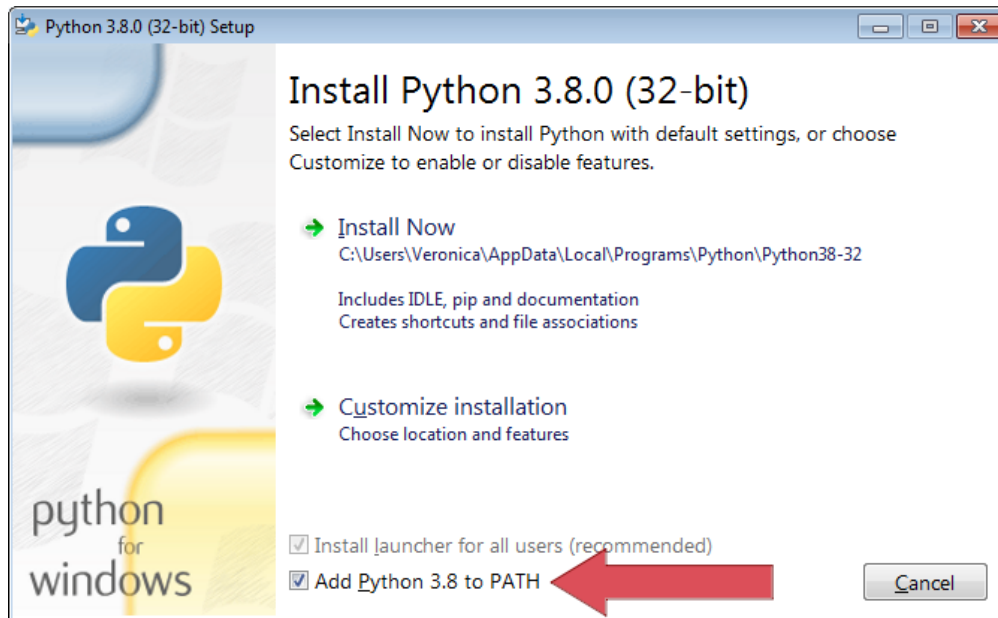 Python 3.8.0 (32-bit) Setup
Install Python 3.8.0 (32-bit)
Select Install Now to install Python with default settings, or choose
Customize to enable or disable features.
Install Now
C:\Users\Veronica\AppData\Local\Programs\Python\Python38-32
Includes IDLE, pip and documentation
Creates shortcuts and file associations
Customize installation
Choose location and features
python
for
windows
Install launcher for all users (recommended)
Add Python 3.8 to PATH
Cancel